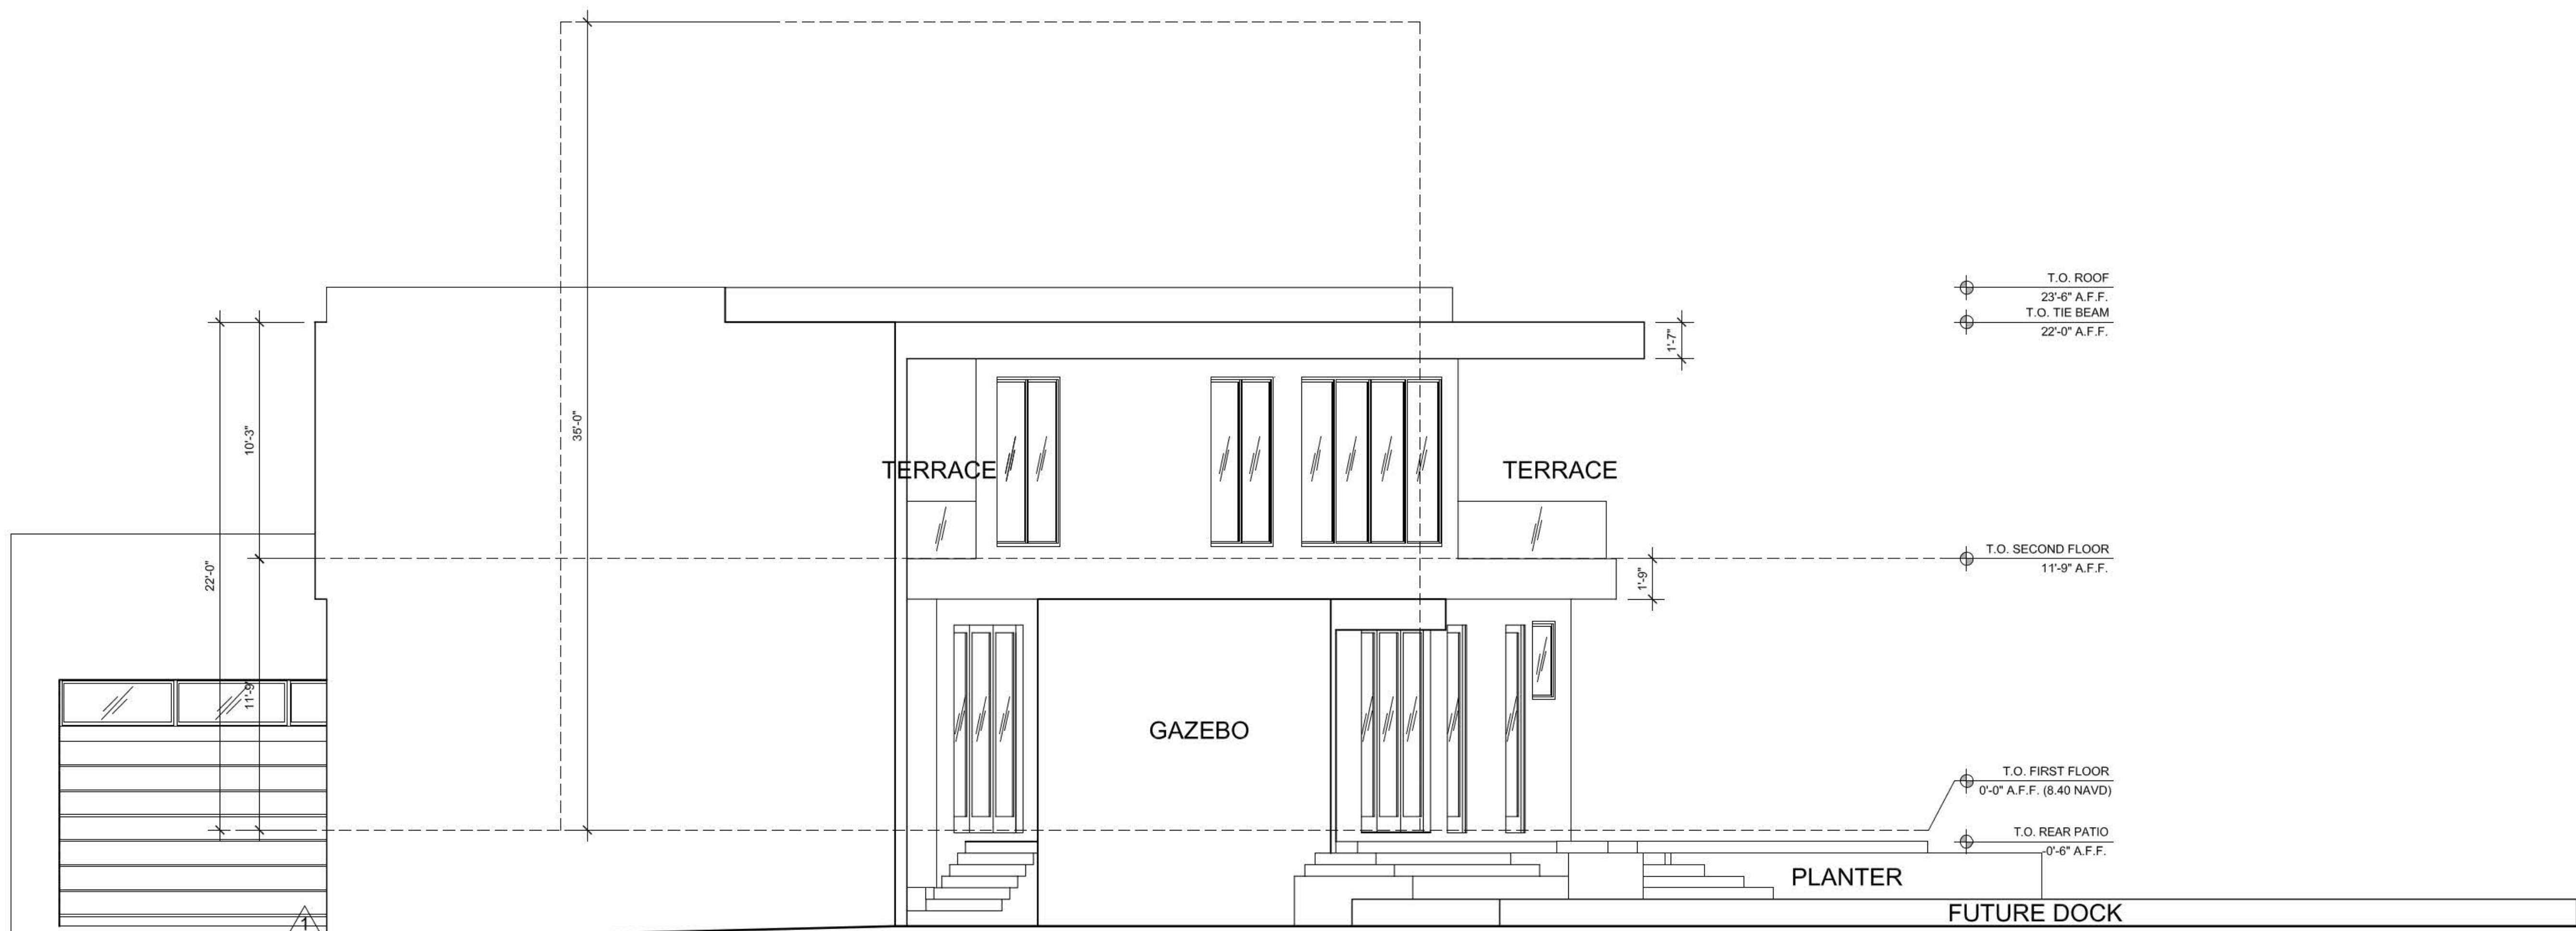 T.O. ROOF
23'-6" A.F.F.
T.O. TIE BEAM
22'-0" A.F.F.
1'-7"
10'-3"
35'-0"
TERRACE
TERRACE
T.O. SECOND FLOOR
11'-9" A.F.F.
22'-0"
1'-9"
11'-9"
GAZEBO
T.O. FIRST FLOOR
0'-0" A.F.F. (8.40 NAVD)
T.O. REAR PATIO
-0'-6" A.F.F.
PLANTER
FUTURE DOCK
1